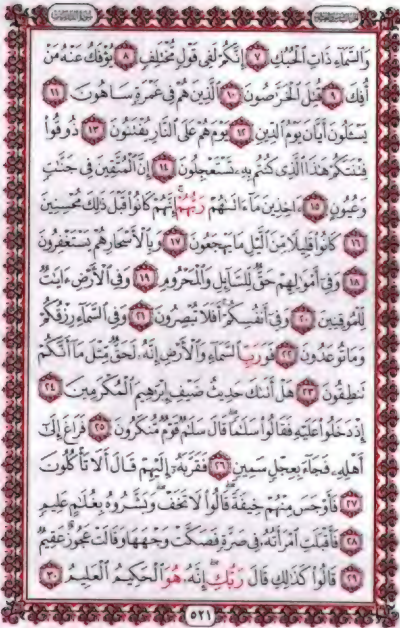 وَالسَّمَاءِ ذَاتِ الْحُبُكِ ٧ إِنَّكُمْ لَفِي قَوْلٍ مُّخْتَلِفٍ ٨ يُؤْفَكُ عَنْهُ مَنْ
أُفِكَ ٩ قُتِلَ الْخَرَّاصُونَ ١٠ الَّذِينَ هُمْ فِي غَمْرَةٍ سَاهُونَ ١١
يَسْأَلُونَ أَيَّانَ يَوْمُ الدِّينِ ١٢ يَوْمَ هُمْ عَلَى النَّارِ يُفْتَنُونَ ١٣ ذُوقُوا
فِتْنَتَكُمْ هَٰذَا الَّذِي كُنتُم بِهِ تَسْتَعْجِلُونَ ١٤ إِنَّ الْمُتَّقِينَ فِي جَنَّاتٍ
وَعُيُونٍ ١٥ آخِذِينَ مَا آتَاهُمْ رَبُّهُمْ إِنَّهُمْ كَانُوا قَبْلَ ذَٰلِكَ مُحْسِنِينَ
١٦ كَانُوا قَلِيلًا مِّنَ اللَّيْلِ مَا يَهْجَعُونَ ١٧ وَبِالْأَسْحَارِ هُمْ يَسْتَغْفِرُونَ
١٨ وَفِي أَمْوَالِهِمْ حَقٌّ لِّلسَّائِلِ وَالْمَحْرُومِ ١٩ وَفِي الْأَرْضِ آيَاتٌ
لِّلْمُوقِنِينَ ٢٠ وَفِي أَنفُسِكُمْ أَفَلَا تُبْصِرُونَ ٢١ وَفِي السَّمَاءِ رِزْقُكُمْ
وَمَا تُوعَدُونَ ٢٢ فَوَرَبِّ السَّمَاءِ وَالْأَرْضِ إِنَّهُ لَحَقٌّ مِّثْلَ مَا أَنَّكُمْ
تَنطِقُونَ ٢٣ هَلْ أَتَاكَ حَدِيثُ ضَيْفِ إِبْرَاهِيمَ الْمُكْرَمِينَ ٢٤
إِذْ دَخَلُوا عَلَيْهِ فَقَالُوا سَلَامًا قَالَ سَلَامٌ قَوْمٌ مُّنكَرُونَ ٢٥ فَرَاغَ إِلَىٰ
أَهْلِهِ فَجَاءَ بِعِجْلٍ سَمِينٍ ٢٦ فَقَرَّبَهُ إِلَيْهِمْ قَالَ أَلَا تَأْكُلُونَ
٢٧ فَأَوْجَسَ مِنْهُمْ خِيفَةً قَالُوا لَا تَخَفْ وَبَشَّرُوهُ بِغُلَامٍ عَلِيمٍ
٢٨ فَأَقْبَلَتِ امْرَأَتُهُ فِي صَرَّةٍ فَصَكَّتْ وَجْهَهَا وَقَالَتْ عَجُوزٌ عَقِيمٌ
٢٩ قَالُوا كَذَٰلِكِ قَالَ رَبُّكِ إِنَّهُ هُوَ الْحَكِيمُ الْعَلِيمُ ٣٠
٥٢١